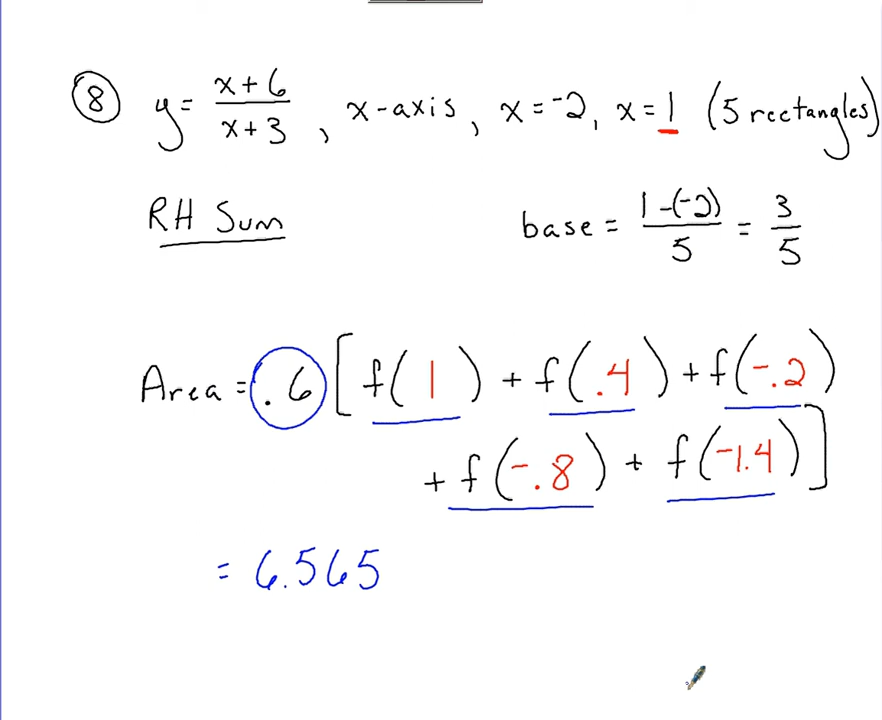 ⑧ y = (x+6)/(x+3), x-axis, x = -2, x = 1 (5 rectangles)
RH Sum
base = (1-(-2))/5 = 3/5
Area = .6 [ f(1) + f(.4) + f(-.2)
+ f(-.8) + f(-1.4) ]
= 6.565